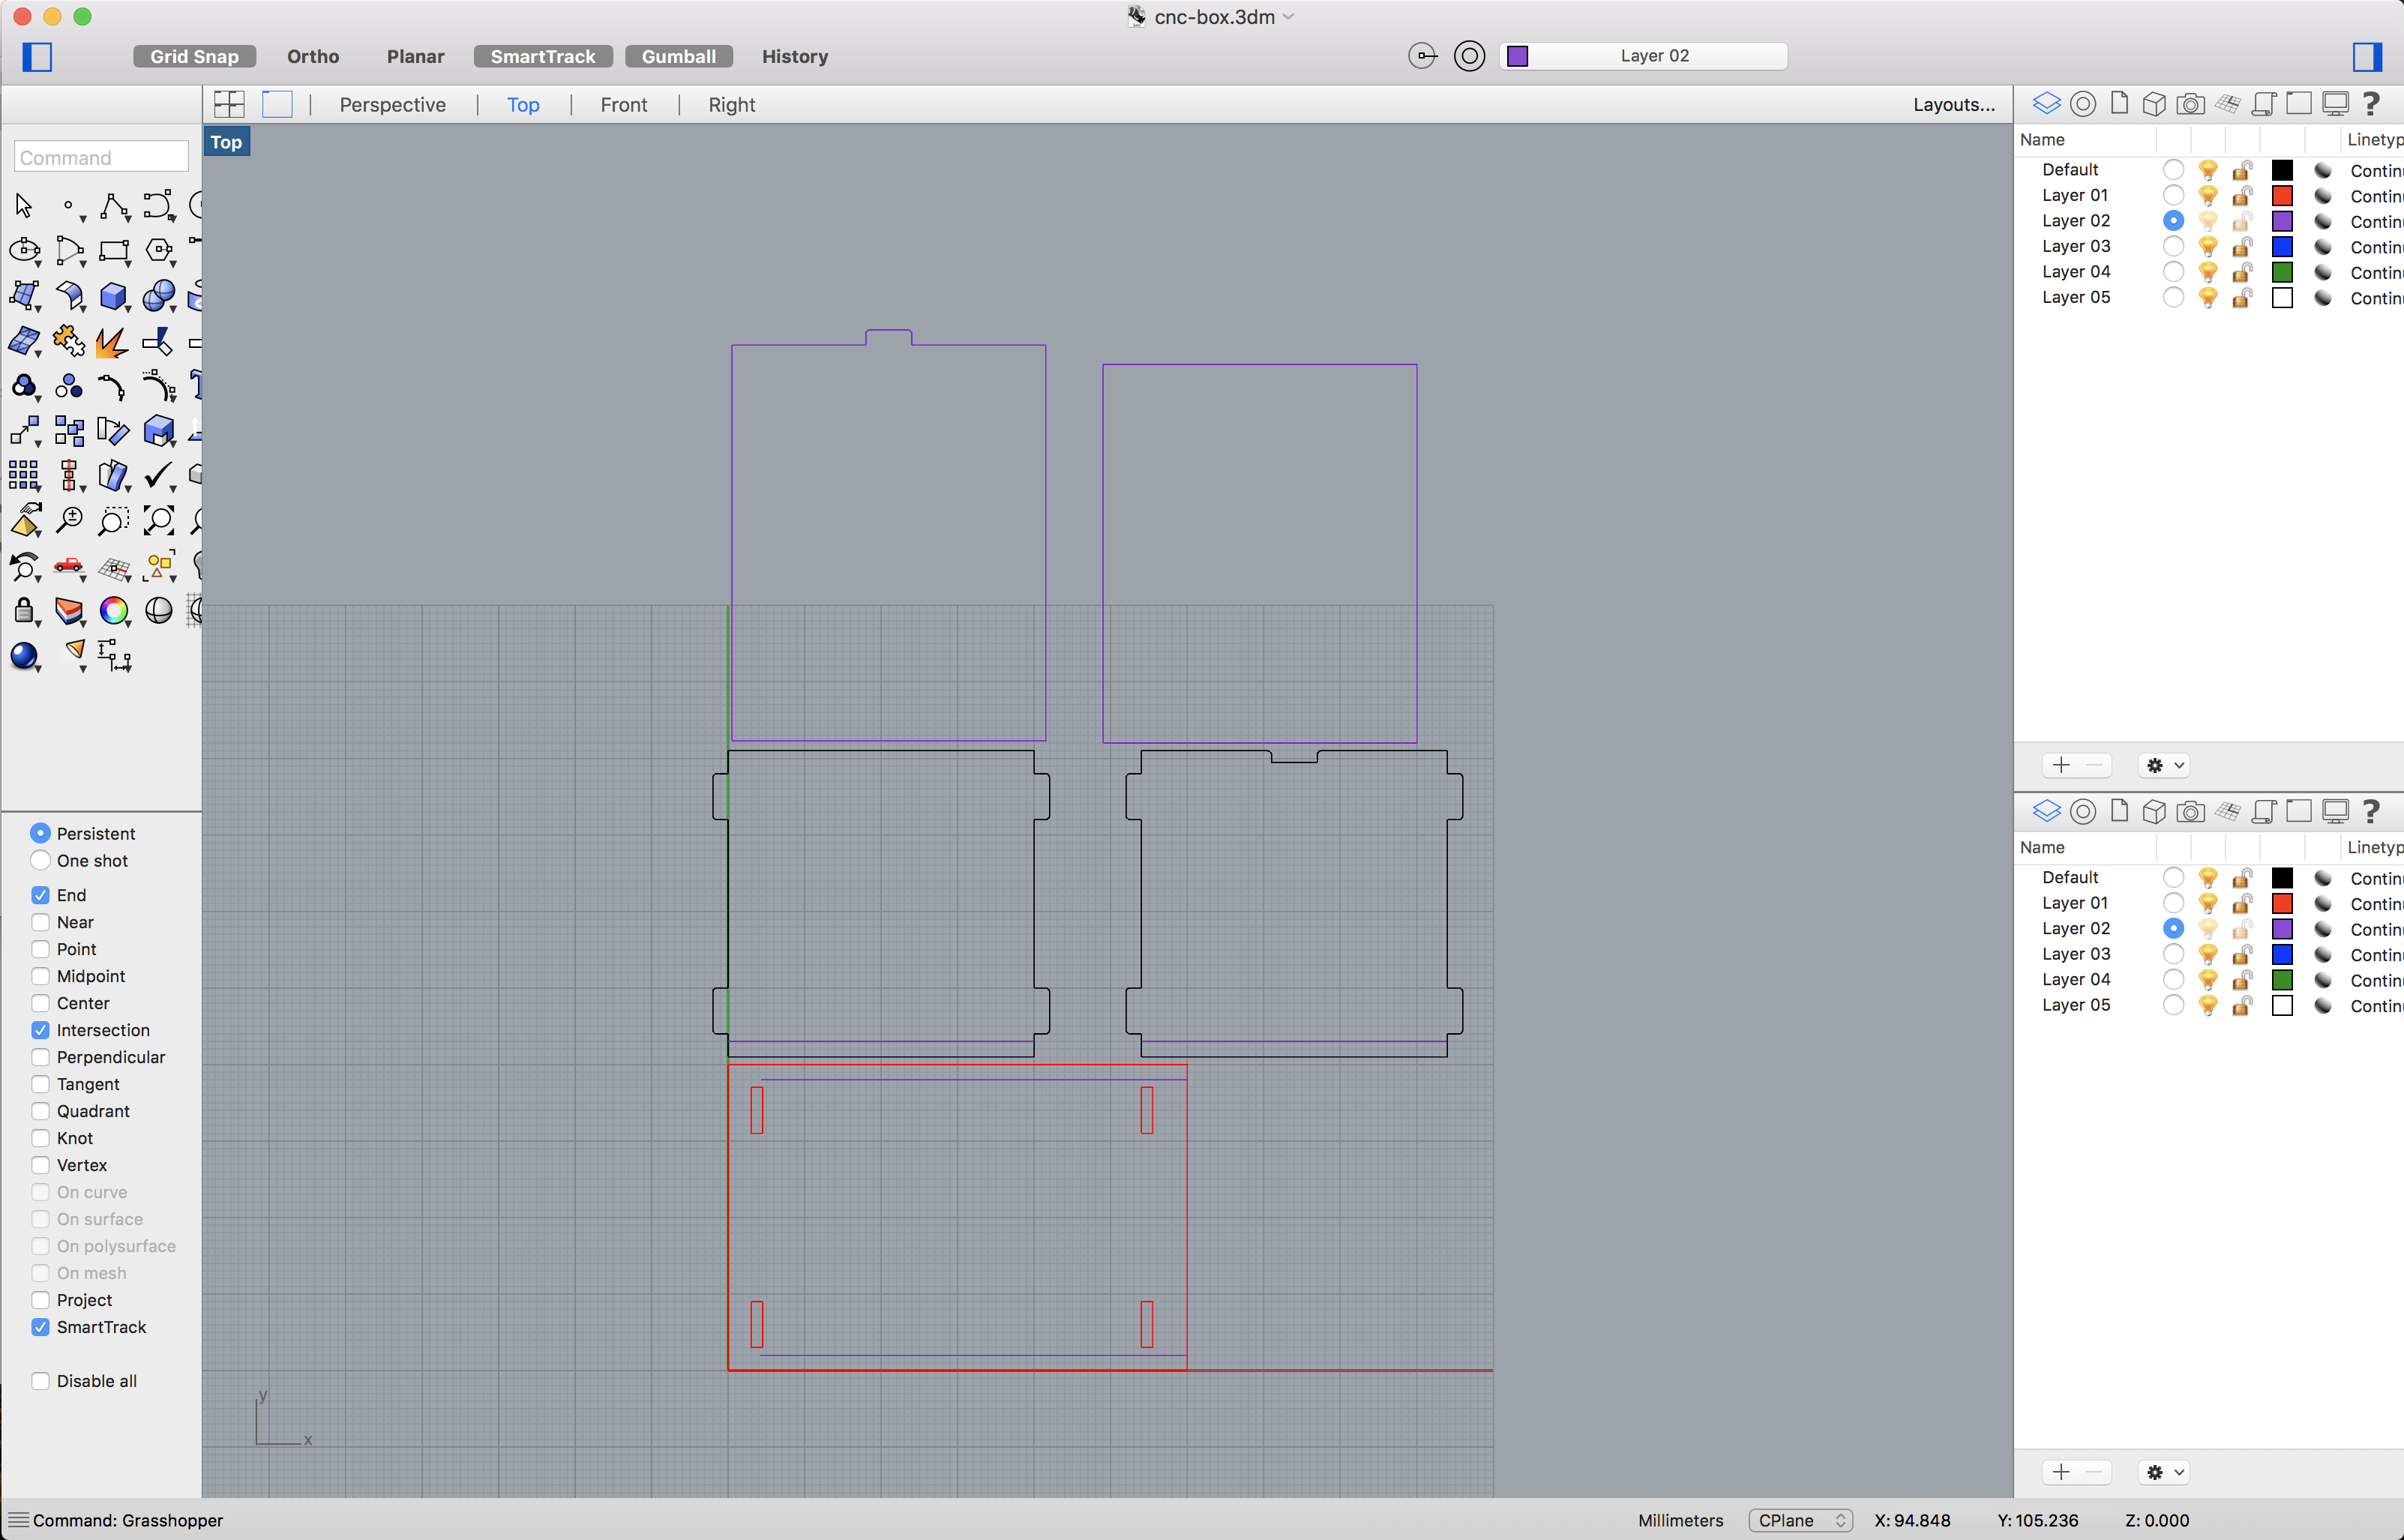 cnc-box.3dm
Grid Snap Ortho Planar SmartTrack Gumball History Layer 02
Perspective Top Front Right Layouts...
Top
Command
Persistent
One shot
End
Near
Point
Midpoint
Center
Intersection
Perpendicular
Tangent
Quadrant
Knot
Vertex
On curve
On surface
On polysurface
On mesh
Project
SmartTrack
Disable all
y
x
?
Name Linetyp
Default Contin
Layer 01 Contin
Layer 02 Contin
Layer 03 Contin
Layer 04 Contin
Layer 05 Contin
?
Name Linetyp
Default Contin
Layer 01 Contin
Layer 02 Contin
Layer 03 Contin
Layer 04 Contin
Layer 05 Contin
Command: Grasshopper Millimeters CPlane X: 94.848 Y: 105.236 Z: 0.000